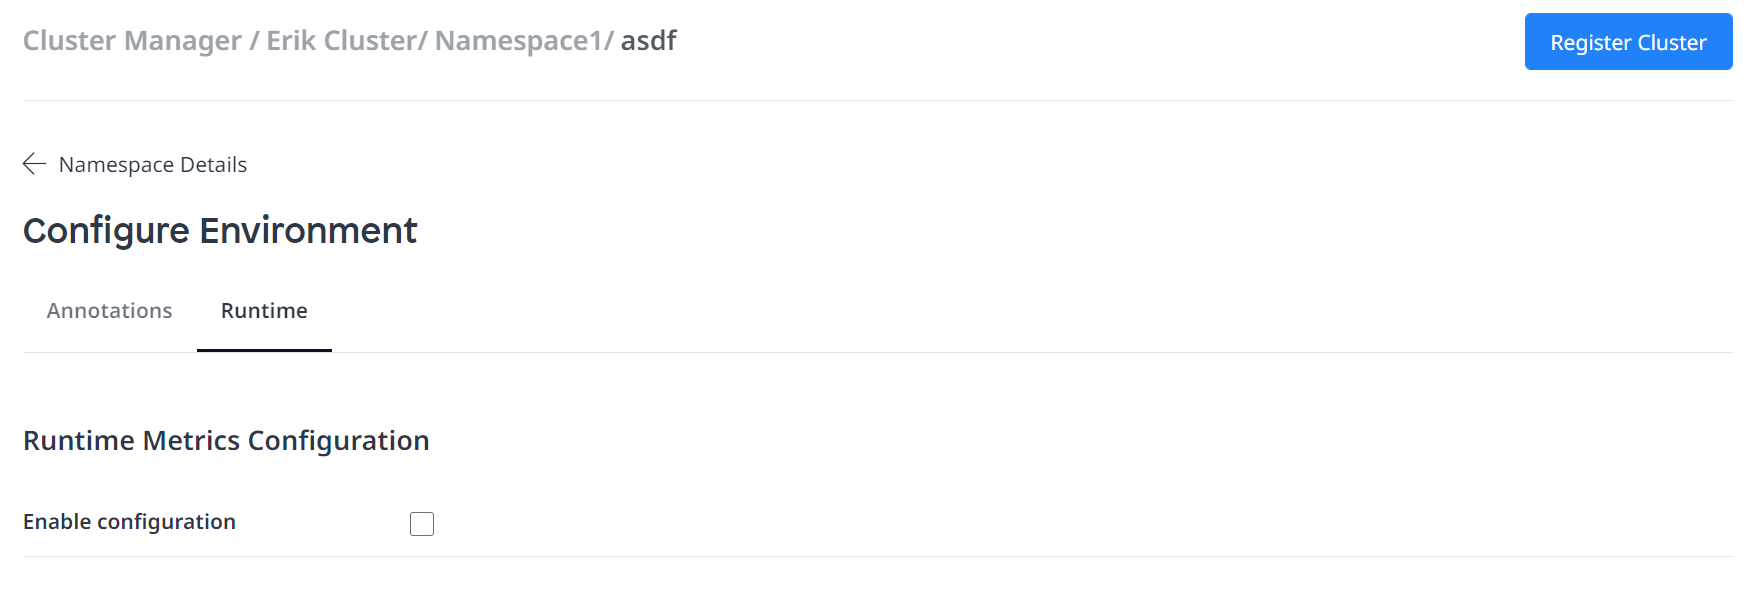 Cluster Manager / Erik Cluster/ Namespace1/ asdf
Register Cluster
Namespace Details
Configure Environment
Annotations
Runtime
Runtime Metrics Configuration
Enable configuration